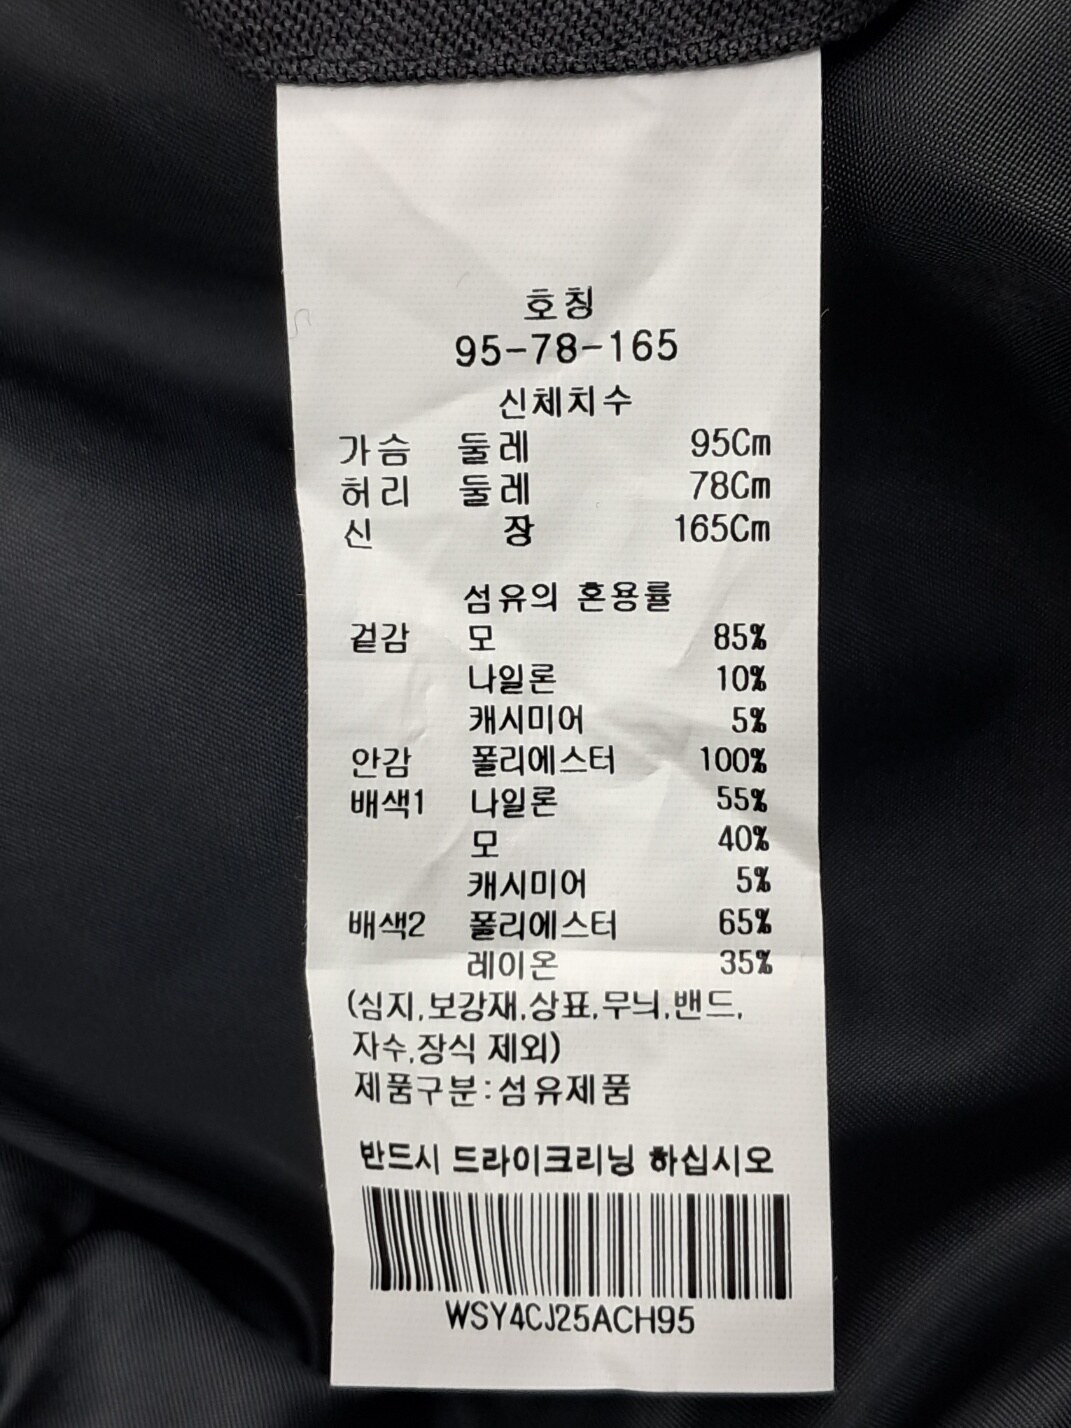 호칭
95-78-165
신체치수
가슴 둘레 95Cm
허리 둘레 78Cm
신 장 165Cm
섬유의 혼용률
겉감 모 85%
나일론 10%
캐시미어 5%
안감 폴리에스터 100%
배색1 나일론 55%
모 40%
캐시미어 5%
배색2 폴리에스터 65%
레이온 35%
(심지,보강재,상표,무늬,밴드,
자수,장식 제외)
제품구분:섬유제품
반드시 드라이크리닝 하십시오
WSY4CJ25ACH95